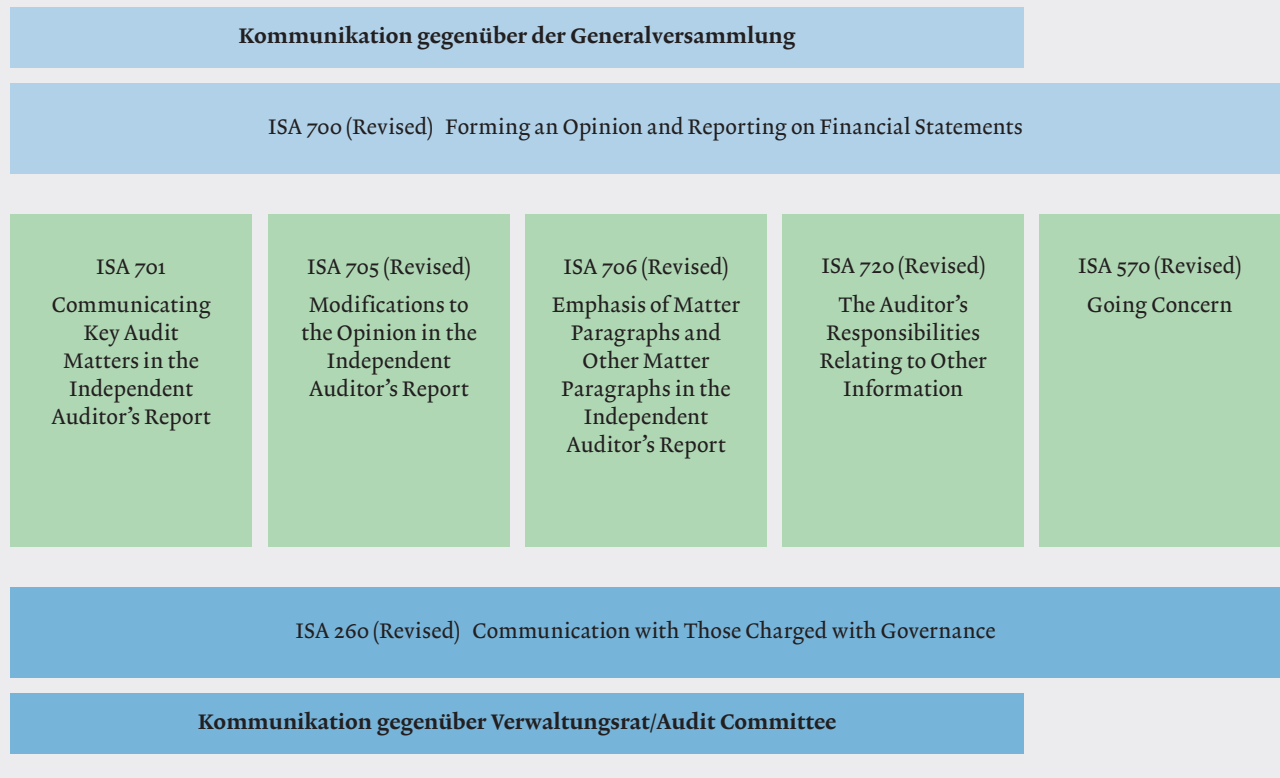 Kommunikation gegenüber der Generalversammlung
ISA 700 (Revised) Forming an Opinion and Reporting on Financial Statements
ISA 701
Communicating
Key Audit
Matters in the
Independent
Auditor’s Report
ISA 705 (Revised)
Modifications to
the Opinion in the
Independent
Auditor’s Report
ISA 706 (Revised)
Emphasis of Matter
Paragraphs and
Other Matter
Paragraphs in the
Independent
Auditor’s Report
ISA 720 (Revised)
The Auditor’s
Responsibilities
Relating to Other
Information
ISA 570 (Revised)
Going Concern
ISA 260 (Revised) Communication with Those Charged with Governance
Kommunikation gegenüber Verwaltungsrat/Audit Committee